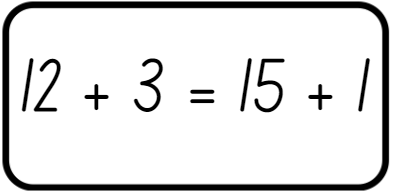 12 + 3 = 15 + 1